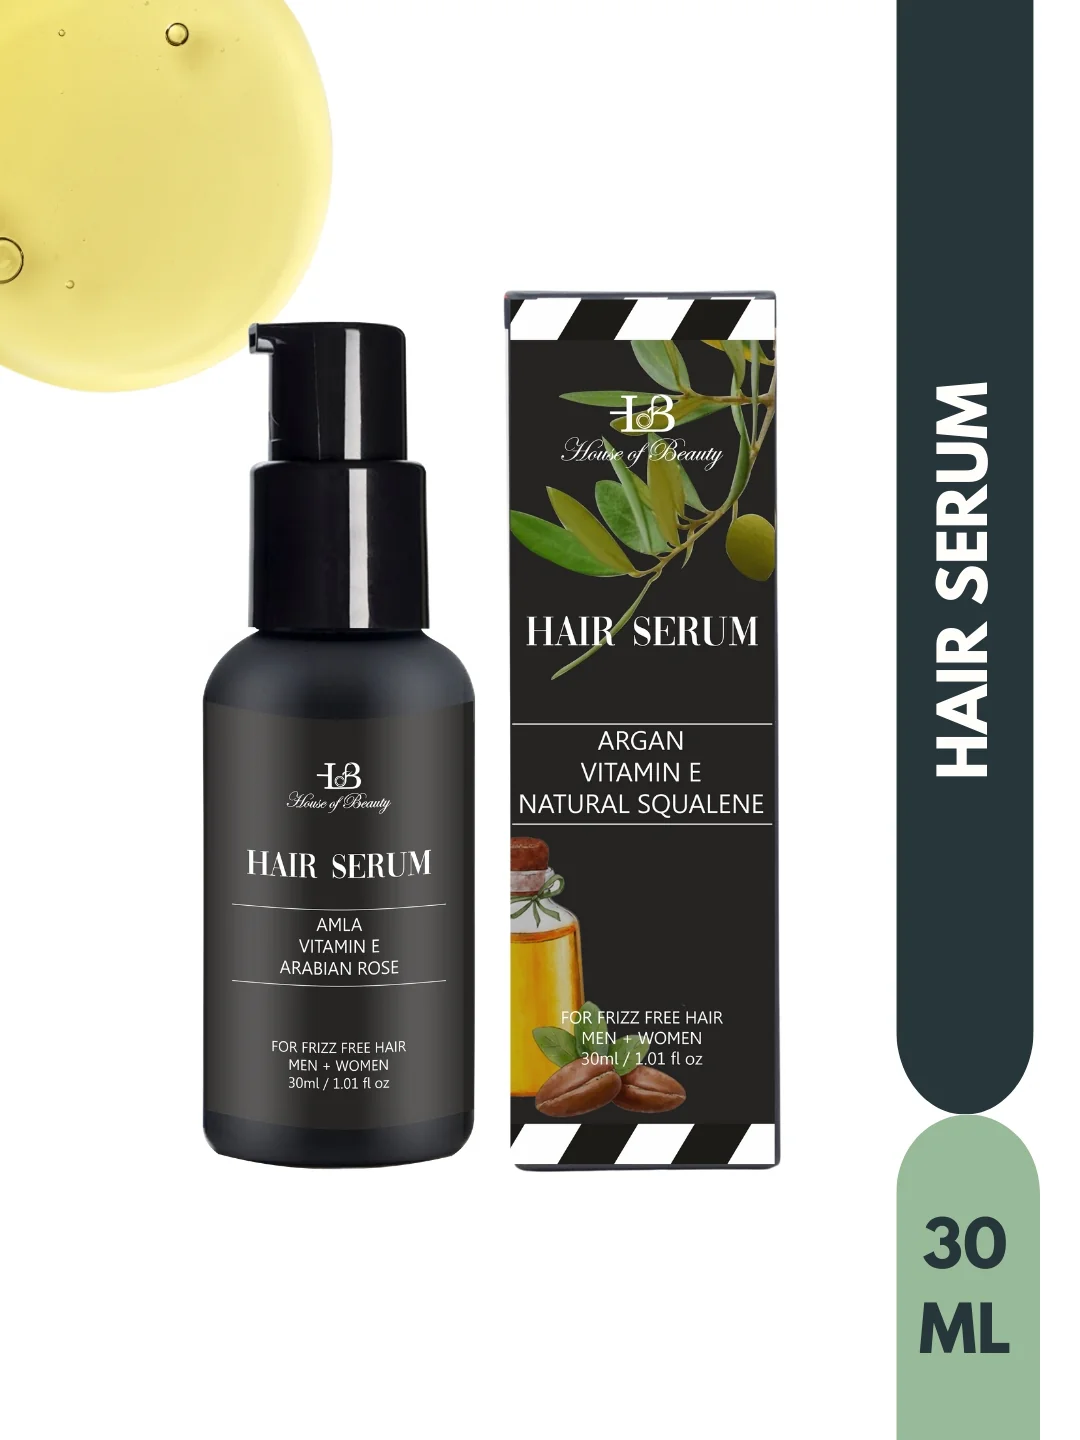 HB
House of Beauty
HAIR SERUM
AMLA
VITAMIN E
ARABIAN ROSE
FOR FRIZZ FREE HAIR
MEN + WOMEN
30ml / 1.01 fl oz
HB
House of Beauty
HAIR SERUM
ARGAN
VITAMIN E
NATURAL SQUALENE
FOR FRIZZ FREE HAIR
MEN + WOMEN
30ml / 1.01 fl oz
HAIR SERUM
30
ML